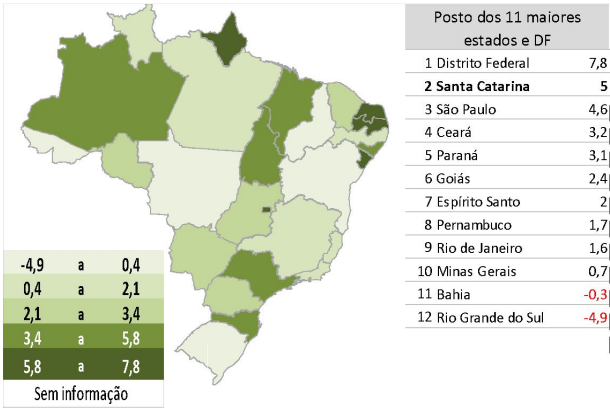 Posto dos 11 maiores
estados e DF
1 Distrito Federal 7,8
2 Santa Catarina 5
3 São Paulo 4,6
4 Ceará 3,2
5 Paraná 3,1
6 Goiás 2,4
7 Espírito Santo 2
8 Pernambuco 1,7
9 Rio de Janeiro 1,6
10 Minas Gerais 0,7
11 Bahia -0,3
12 Rio Grande do Sul -4,9
-4,9 a 0,4
0,4 a 2,1
2,1 a 3,4
3,4 a 5,8
5,8 a 7,8
Sem informação